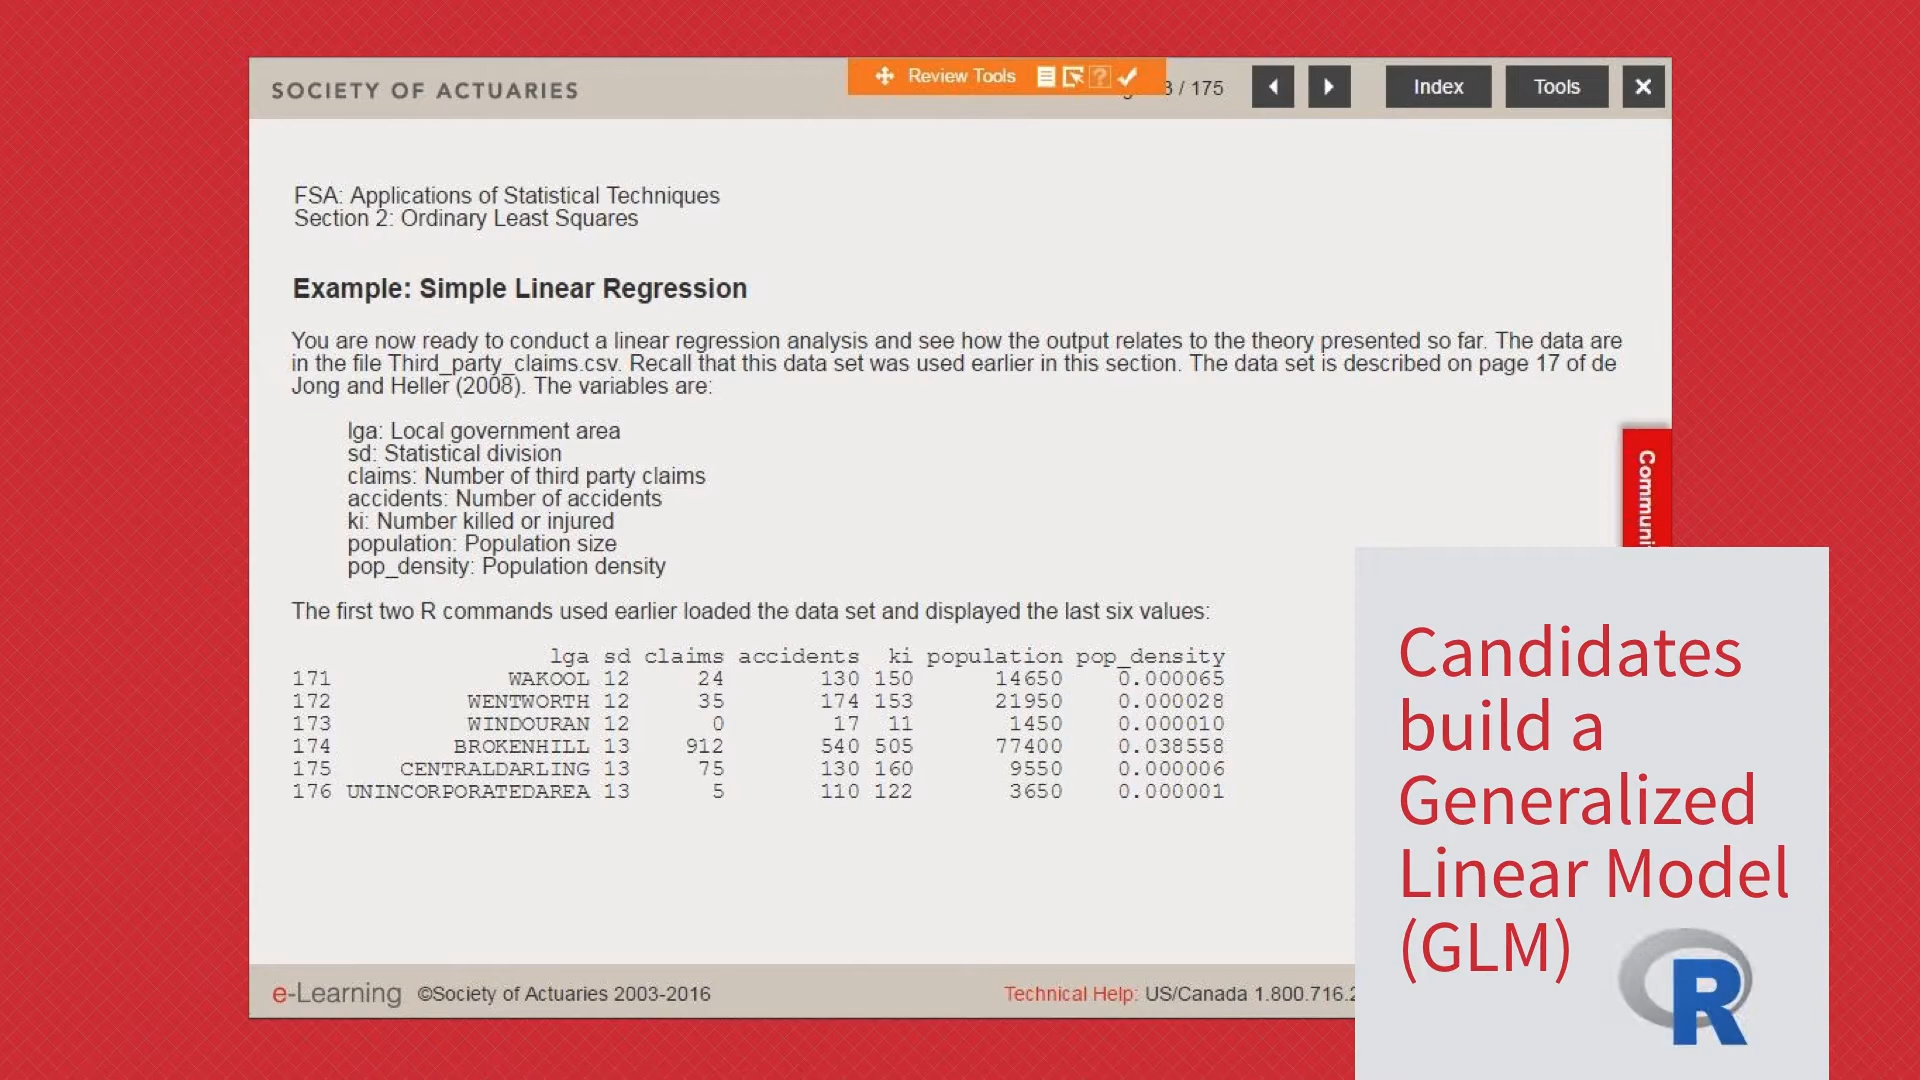 SOCIETY OF ACTUARIES
Review Tools
/ 175
Index
Tools
FSA: Applications of Statistical Techniques
Section 2: Ordinary Least Squares
Example: Simple Linear Regression
You are now ready to conduct a linear regression analysis and see how the output relates to the theory presented so far. The data are
in the file Third_party_claims.csv. Recall that this data set was used earlier in this section. The data set is described on page 17 of de
Jong and Heller (2008). The variables are:
lga: Local government area
sd: Statistical division
claims: Number of third party claims
accidents: Number of accidents
ki: Number killed or injured
population: Population size
pop_density: Population density
The first two R commands used earlier loaded the data set and displayed the last six values:
lga sd claims accidents ki population pop_density
171 WAKOOL 12 24 130 150 14650 0.000065
172 WENTWORTH 12 35 174 153 21950 0.000028
173 WINDOURAN 12 0 17 11 1450 0.000010
174 BROKENHILL 13 912 540 505 77400 0.038558
175 CENTRALDARLING 13 75 130 160 9550 0.000006
176 UNINCORPORATEDAREA 13 5 110 122 3650 0.000001
Candidates
build a
Generalized
Linear Model
(GLM)
R
e-Learning ©Society of Actuaries 2003-2016
Technical Help: US/Canada 1.800.716.